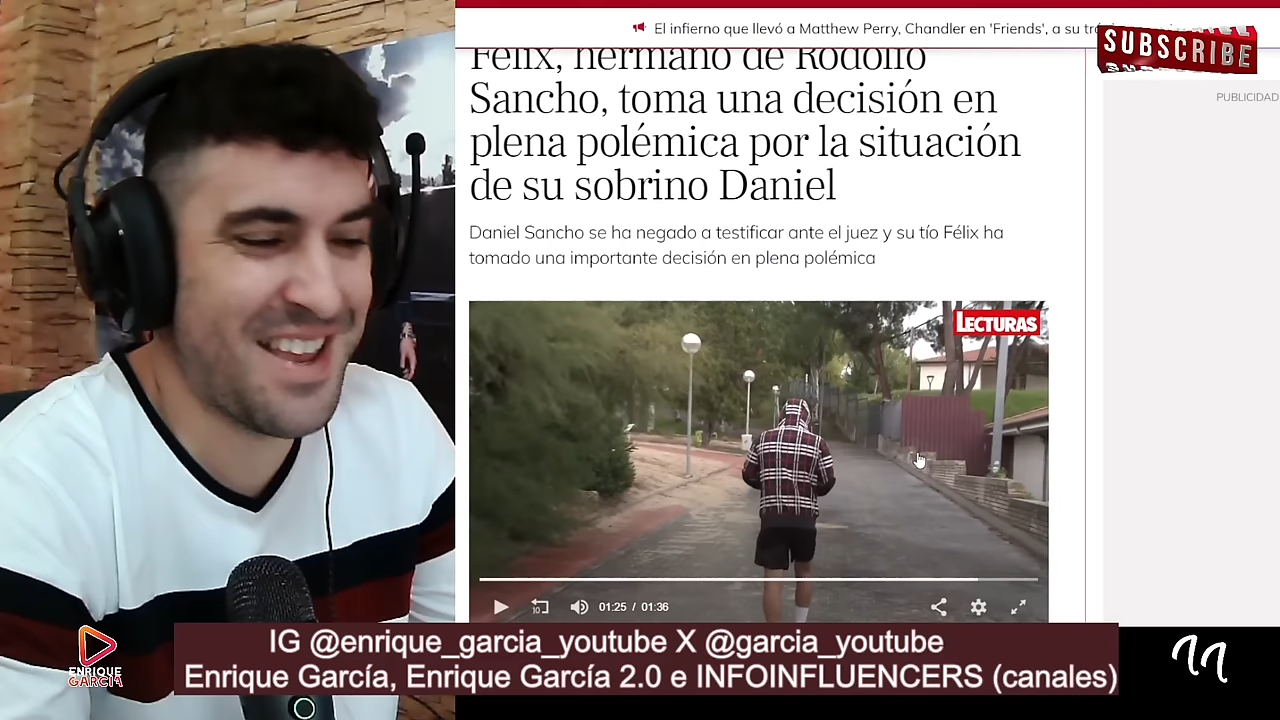 El infierno que llevó a Matthew Perry, Chandler en 'Friends', a su
SUBSCRIBE
PUBLICIDAD
Félix, hermano de Rodolfo
Sancho, toma una decisión en
plena polémica por la situación
de su sobrino Daniel
Daniel Sancho se ha negado a testificar ante el juez y su tío Félix ha
tomado una importante decisión en plena polémica
LECTURAS
10
01:25 / 01:36
IG @enrique_garcia_youtube X @garcia_youtube
Enrique García, Enrique García 2.0 e INFOINFLUENCERS (canales)
ENRIQUE
GARCÍA